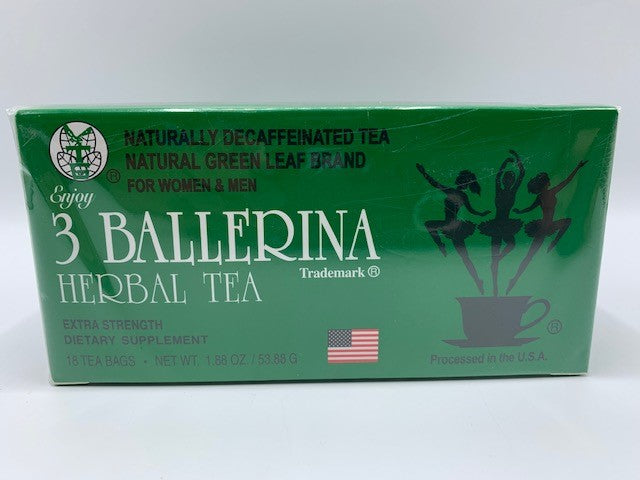 NATURALLY DECAFFEINATED TEA
NATURAL GREEN LEAF BRAND
®
FOR WOMEN & MEN
Enjoy
3 BALLERINA
Trademark ®
HERBAL TEA
EXTRA STRENGTH
DIETARY SUPPLEMENT
18 TEA BAGS • NET WT. 1.88 OZ. / 53.88 G
®
Processed in the U.S.A.